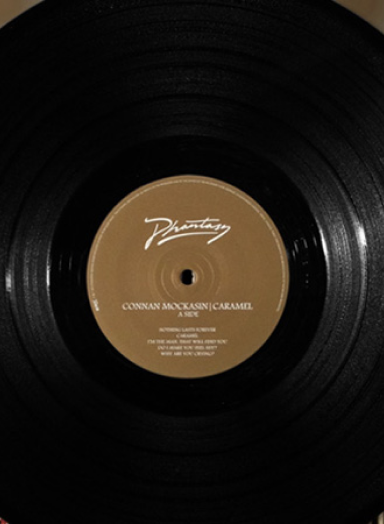 Phantasy
CONNAN MOCKASIN|CARAMEL
A SIDE
NOTHING LASTS FOREVER
CARAMEL
I'M THE MAN, THAT WILL FIND YOU
DO I MAKE YOU FEEL SHY?
WHY ARE YOU CRYING?